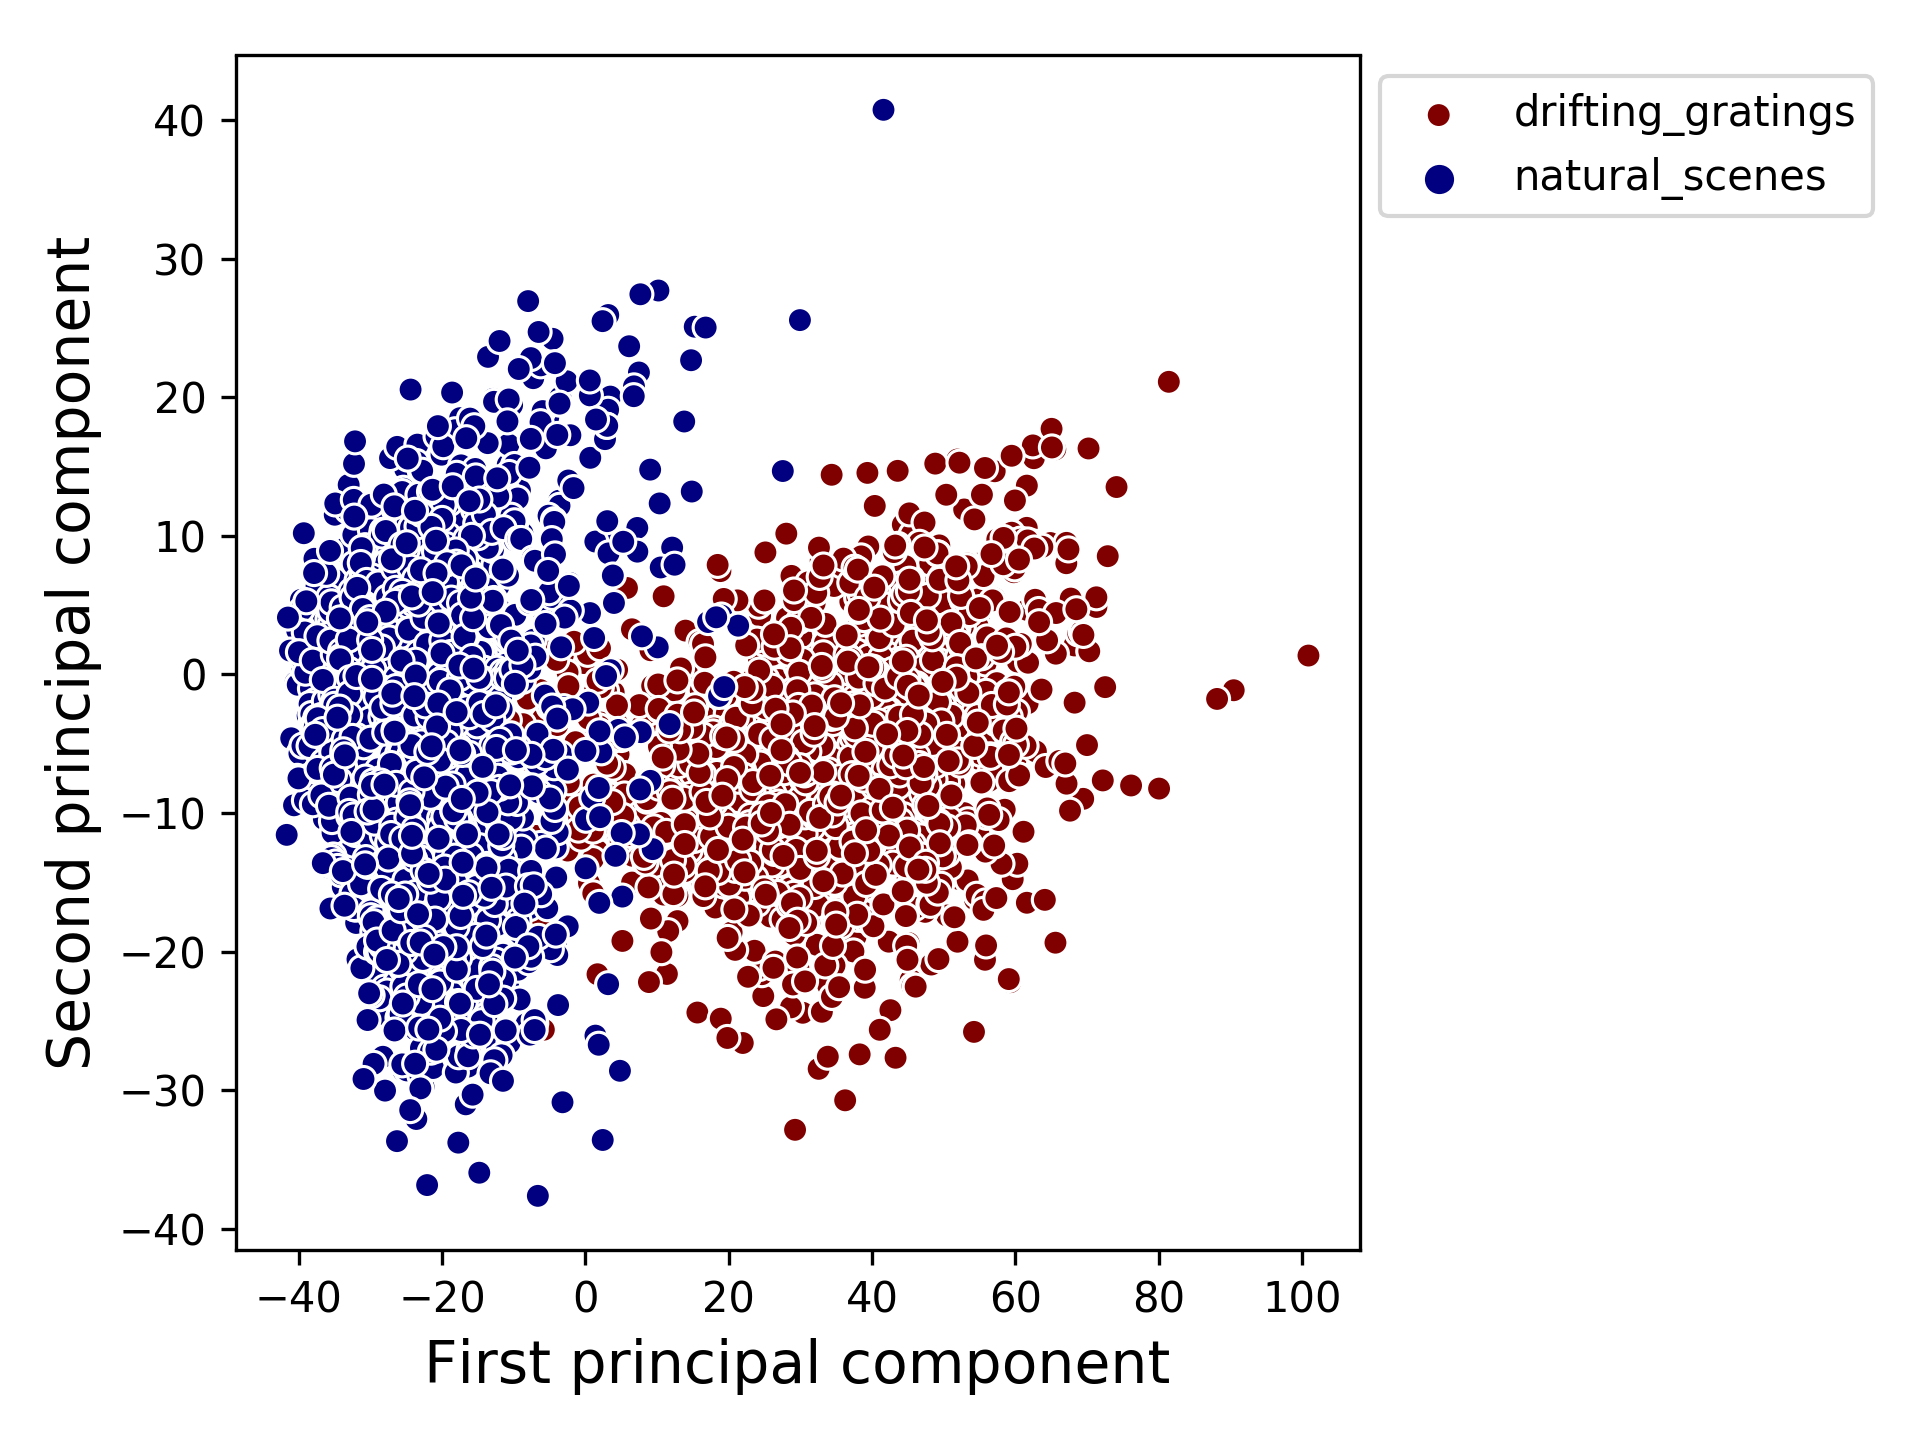 40
30
20
10
0
−10
−20
−30
−40
Second principal component
−40 −20 0 20 40 60 80 100
First principal component
drifting_gratings
natural_scenes